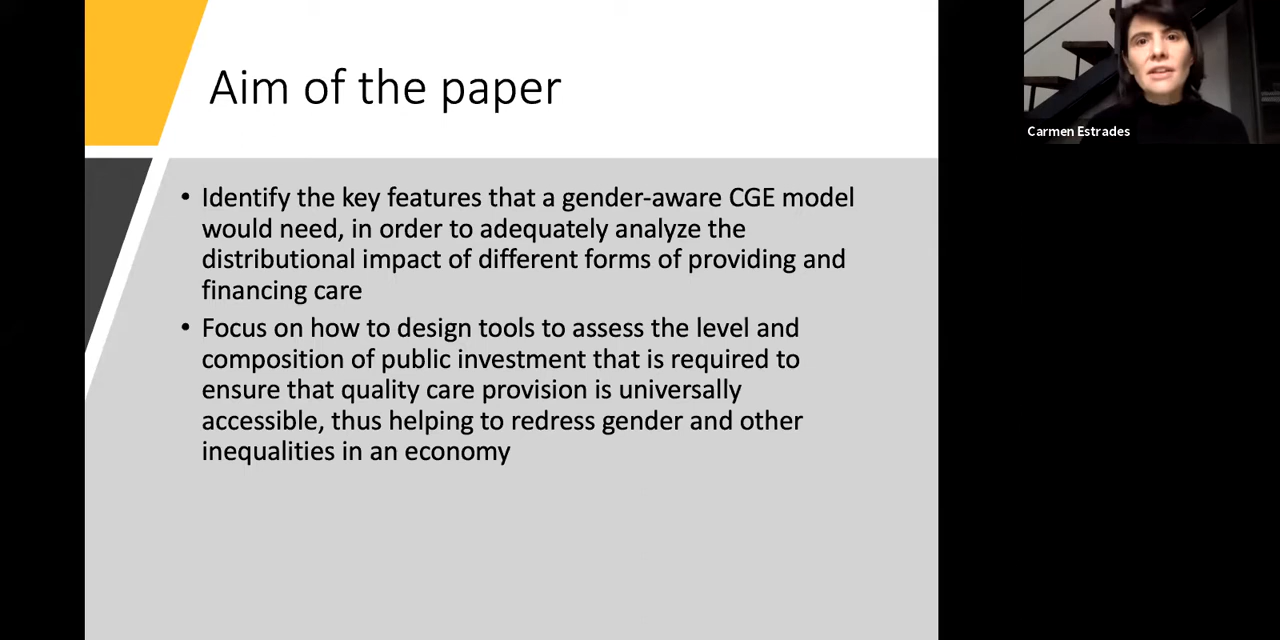 Aim of the paper
• Identify the key features that a gender-aware CGE model
would need, in order to adequately analyze the
distributional impact of different forms of providing and
financing care
• Focus on how to design tools to assess the level and
composition of public investment that is required to
ensure that quality care provision is universally
accessible, thus helping to redress gender and other
inequalities in an economy
Carmen Estrades